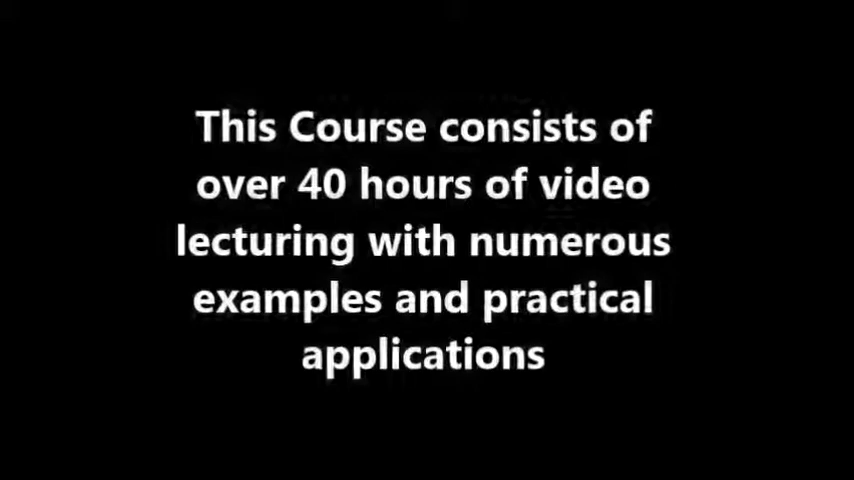 This Course consists of
over 40 hours of video
lecturing with numerous
examples and practical
applications